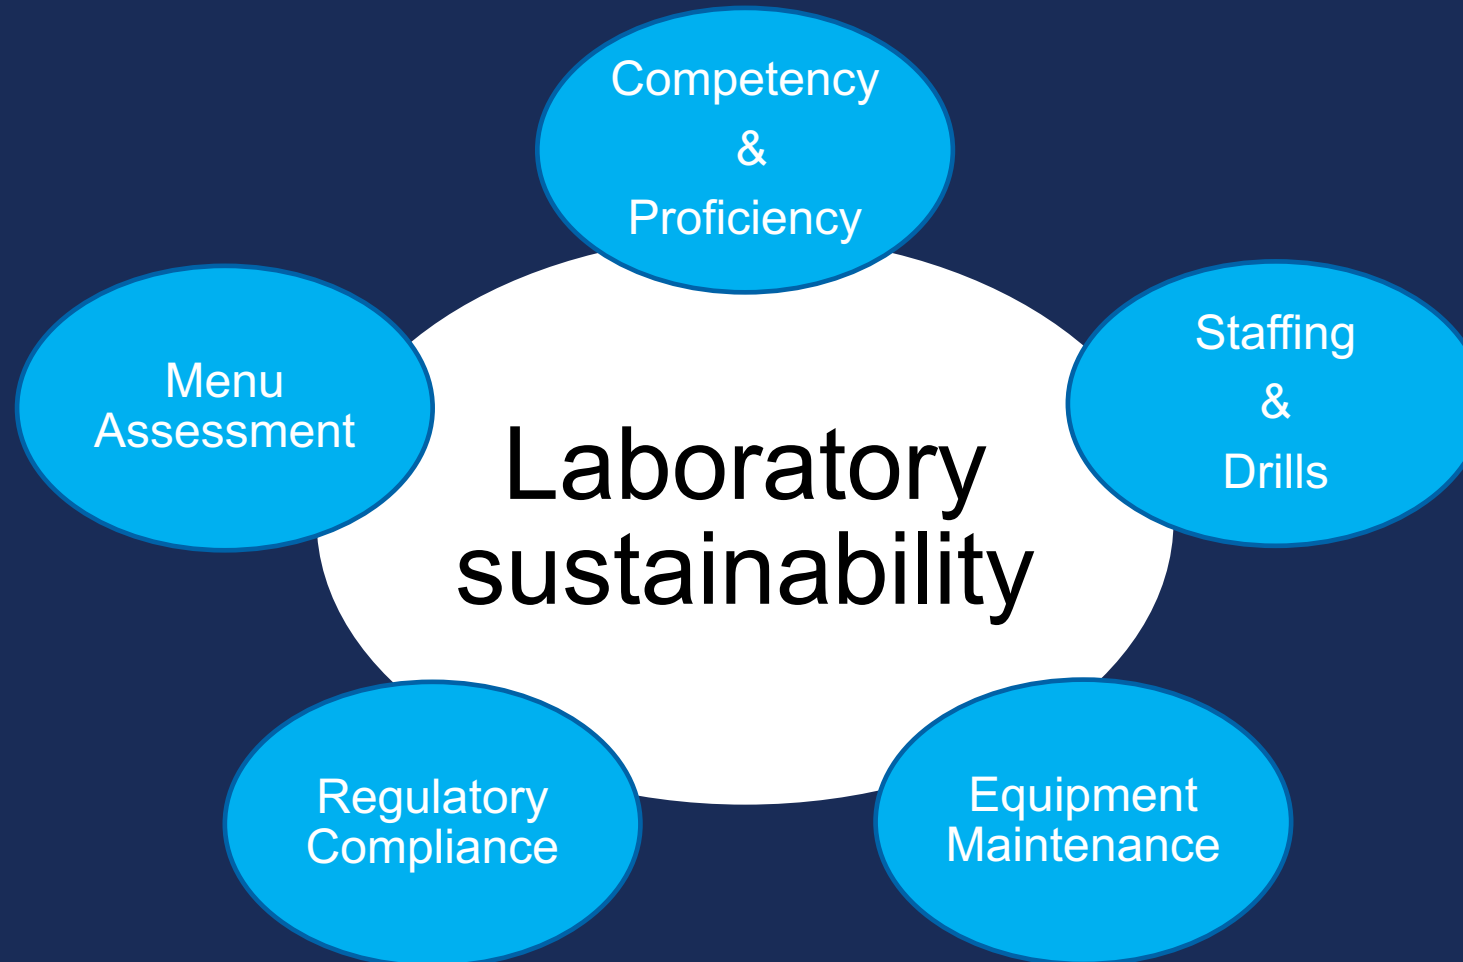 Competency
&
Proficiency
Staffing
&
Drills
Menu
Assessment
Laboratory
sustainability
Regulatory
Compliance
Equipment
Maintenance